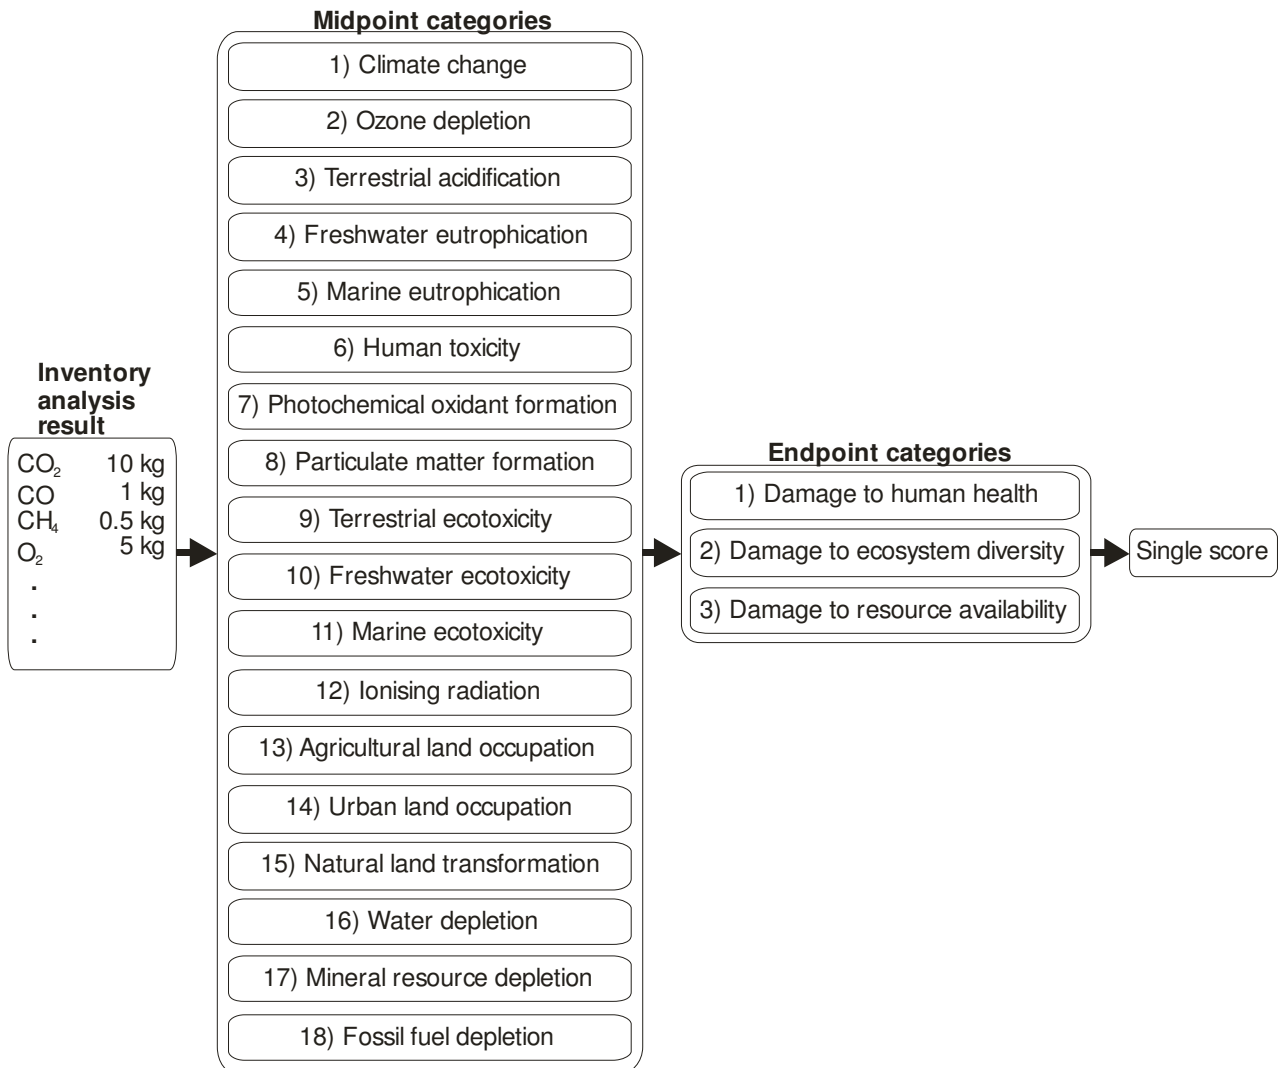 Midpoint categories
1) Climate change
2) Ozone depletion
3) Terrestrial acidification
4) Freshwater eutrophication
5) Marine eutrophication
6) Human toxicity
7) Photochemical oxidant formation
8) Particulate matter formation
9) Terrestrial ecotoxicity
10) Freshwater ecotoxicity
11) Marine ecotoxicity
12) Ionising radiation
13) Agricultural land occupation
14) Urban land occupation
15) Natural land transformation
16) Water depletion
17) Mineral resource depletion
18) Fossil fuel depletion
Inventory
analysis
result
CO₂ 10 kg
CO 1 kg
CH₄ 0.5 kg
O₂ 5 kg
.
.
.
Endpoint categories
1) Damage to human health
2) Damage to ecosystem diversity
3) Damage to resource availability
Single score